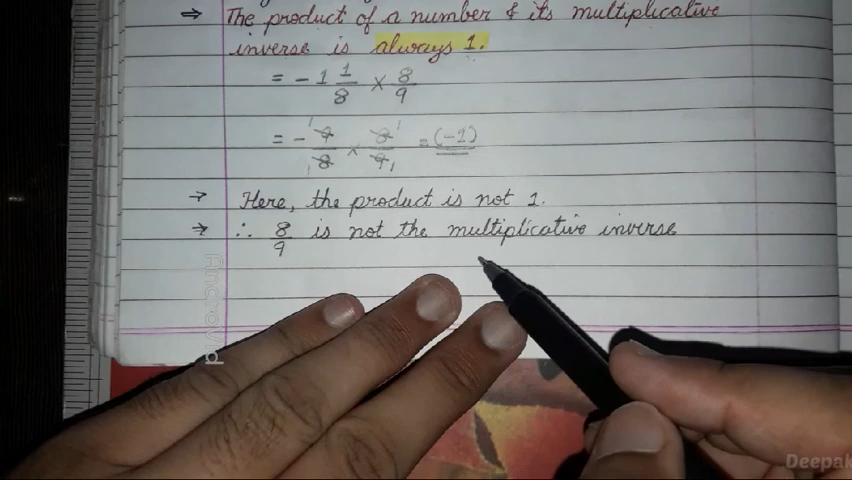 ⇒ The product of a number & its multiplicative
inverse is always 1.
= - 1 1/8 × 8/9
= - 9/8 × 8/9 = (-1)
→ Here, the product is not 1.
⇒ ∴ 8/9 is not the multiplicative inverse
AncroVid
Deepak